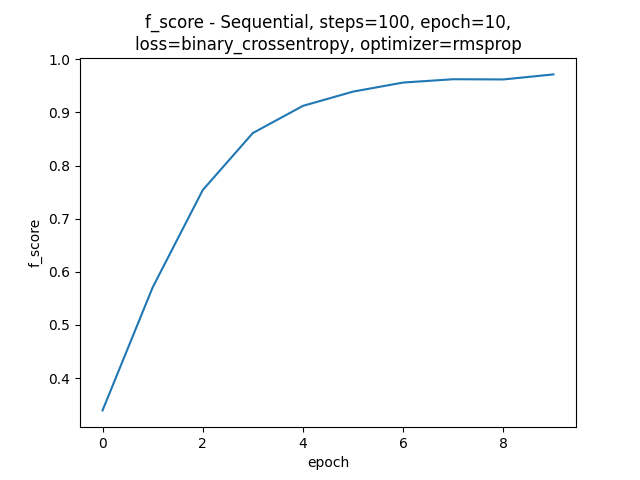 f_score - Sequential, steps=100, epoch=10,
loss=binary_crossentropy, optimizer=rmsprop
1.0
0.9
0.8
0.7
0.6
0.5
0.4
f_score
0 2 4 6 8
epoch